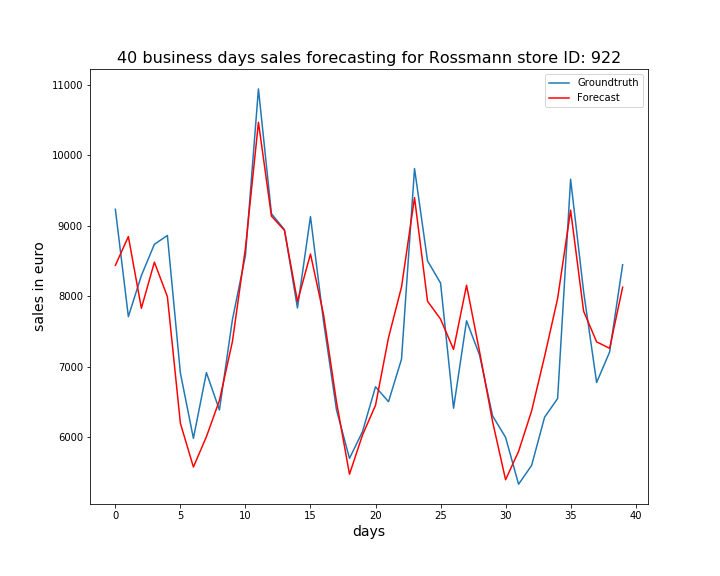 40 business days sales forecasting for Rossmann store ID: 922
Groundtruth
Forecast
sales in euro
11000
10000
9000
8000
7000
6000
0 5 10 15 20 25 30 35 40
days